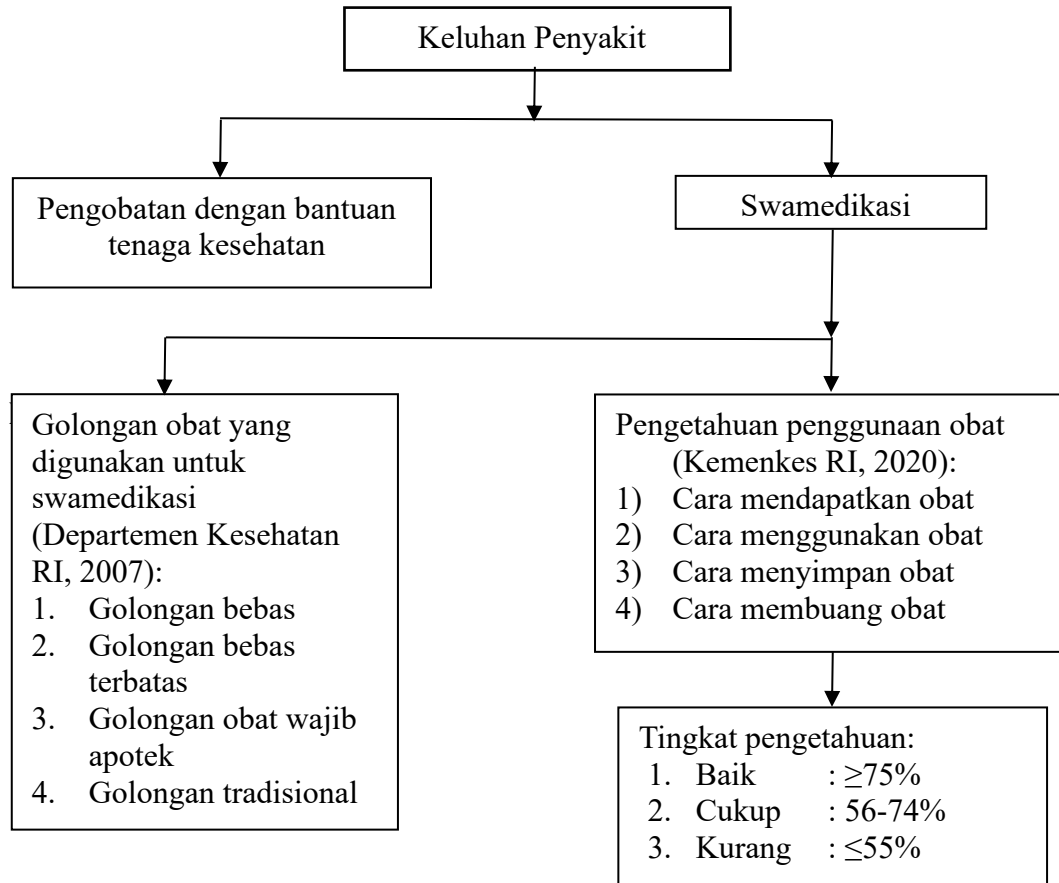 Keluhan Penyakit
Pengobatan dengan bantuan
tenaga kesehatan
Swamedikasi
Golongan obat yang
digunakan untuk
swamedikasi
(Departemen Kesehatan
RI, 2007):
1. Golongan bebas
2. Golongan bebas
terbatas
3. Golongan obat wajib
apotek
4. Golongan tradisional
Pengetahuan penggunaan obat
(Kemenkes RI, 2020):
1) Cara mendapatkan obat
2) Cara menggunakan obat
3) Cara menyimpan obat
4) Cara membuang obat
Tingkat pengetahuan:
1. Baik : ≥75%
2. Cukup : 56-74%
3. Kurang : ≤55%